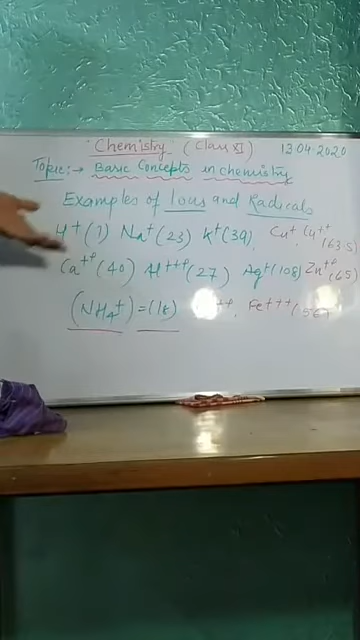 Chemistry (Class XI) 13.04.2020
Topic:→ Basic Concepts in chemistry
Examples of Ions and Radicals
H+(1) Na+(23) K+(39), Cu+ Cu++ (63.5)
Ca++(40) Al+++(27) Ag+(108) Zn++(65)
(NH4+)=(18) ++, Fe+++(56)